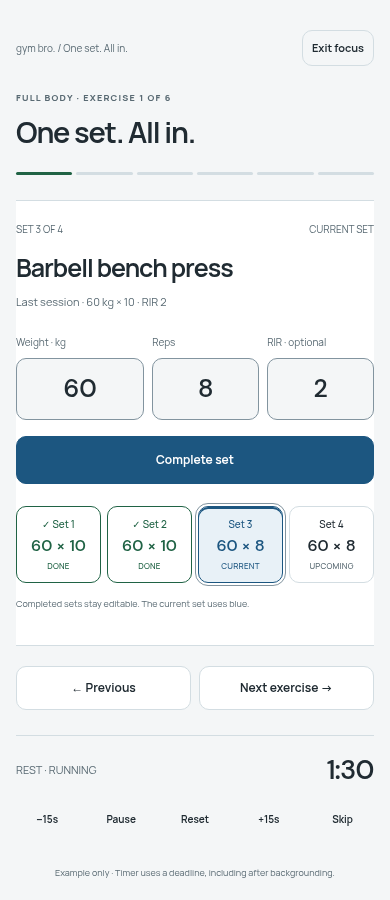 gym bro. / One set. All in.
Exit focus
FULL BODY · EXERCISE 1 OF 6
One set. All in.
SET 3 OF 4
CURRENT SET
Barbell bench press
Last session · 60 kg × 10 · RIR 2
Weight · kg
Reps
RIR · optional
60
8
2
Complete set
✓ Set 1
✓ Set 2
Set 3
Set 4
60 × 10
60 × 10
60 × 8
60 × 8
DONE
DONE
CURRENT
UPCOMING
Completed sets stay editable. The current set uses blue.
← Previous
Next exercise →
REST · RUNNING
1:30
−15s
Pause
Reset
+15s
Skip
Example only · Timer uses a deadline, including after backgrounding.